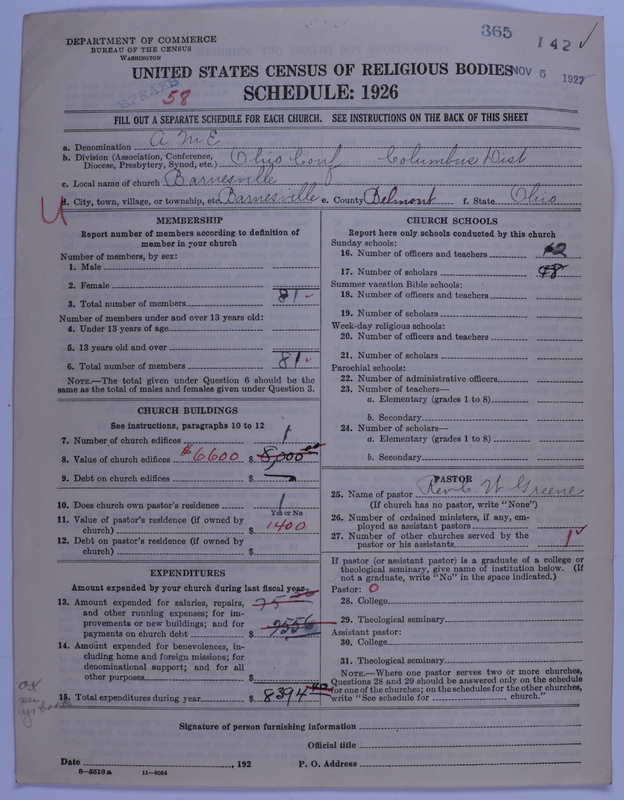 365
142 ✓
DEPARTMENT OF COMMERCE
BUREAU OF THE CENSUS
WASHINGTON
UNITED STATES CENSUS OF RELIGIOUS BODIES
NOV 5 1927
58
SCHEDULE: 1926
FILL OUT A SEPARATE SCHEDULE FOR EACH CHURCH. SEE INSTRUCTIONS ON THE BACK OF THIS SHEET
a. Denomination A.M.E.
b. Division (Association, Conference, Diocese, Presbytery, Synod, etc.) Ohio Conf Columbus Dist
c. Local name of church Barnesville
d. City, town, village, or township, etc. Barnesville e. County Belmont f. State Ohio
MEMBERSHIP
Report number of members according to definition of
member in your church
Number of members, by sex:
1. Male
2. Female
3. Total number of members 81 ✓
Number of members under and over 13 years old:
4. Under 13 years of age
5. 13 years old and over
6. Total number of members 81 ✓
NOTE.—The total given under Question 6 should be the
same as the total of males and females given under Question 3.
CHURCH BUILDINGS
See instructions, paragraphs 10 to 12
7. Number of church edifices 1
8. Value of church edifices $6600 $ 8,000
9. Debt on church edifices $
10. Does church own pastor's residence 1
Yes or No
11. Value of pastor's residence (if owned by
church) $ 1400
12. Debt on pastor's residence (if owned by
church) $
EXPENDITURES
Amount expended by your church during last fiscal year
13. Amount expended for salaries, repairs,
and other running expenses; for im-
provements or new buildings; and for
payments on church debt $
14. Amount expended for benevolences, in-
cluding home and foreign missions; for
denominational support; and for all
other purposes $
15. Total expenditures during year $ 8394
CHURCH SCHOOLS
Report here only schools conducted by this church
Sunday schools:
16. Number of officers and teachers
17. Number of scholars 48
Summer vacation Bible schools:
18. Number of officers and teachers
19. Number of scholars
Week-day religious schools:
20. Number of officers and teachers
21. Number of scholars
Parochial schools:
22. Number of administrative officers
23. Number of teachers—
a. Elementary (grades 1 to 8)
b. Secondary
24. Number of scholars—
a. Elementary (grades 1 to 8)
b. Secondary
PASTOR
25. Name of pastor Rev C. W Greene
(If church has no pastor, write "None")
26. Number of ordained ministers, if any, em-
ployed as assistant pastors
27. Number of other churches served by the
pastor or his assistants 1 ✓
If pastor (or assistant pastor) is a graduate of a college or
theological seminary, give name of institution below. (If
not a graduate, write "No" in the space indicated.)
Pastor: 0
28. College
29. Theological seminary
Assistant pastor:
30. College
31. Theological seminary
NOTE.—Where one pastor serves two or more churches,
Questions 28 and 29 should be answered only on the schedule
for one of the churches; on the schedules for the other churches,
write "See schedule for church."
Signature of person furnishing information
Official title
Date , 192 P. O. Address
8—5518a 11—9054